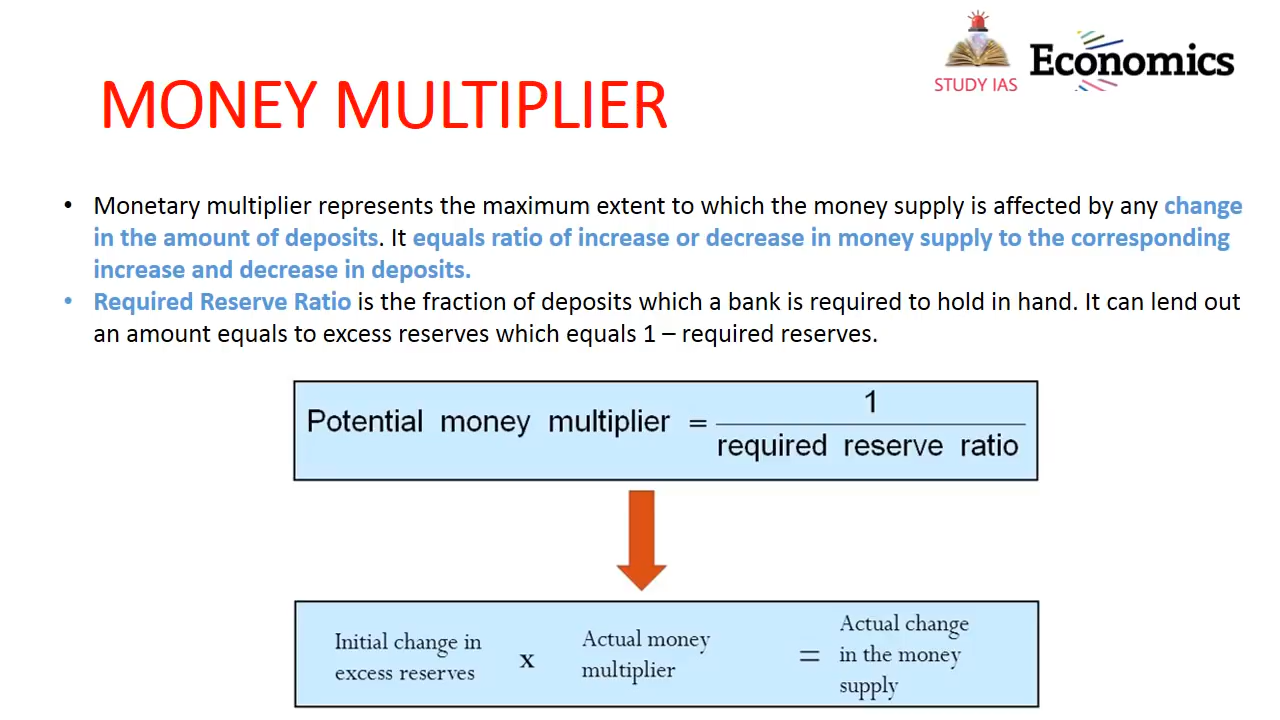 STUDY IAS
Economics
MONEY MULTIPLIER
• Monetary multiplier represents the maximum extent to which the money supply is affected by any change
in the amount of deposits. It equals ratio of increase or decrease in money supply to the corresponding
increase and decrease in deposits.
• Required Reserve Ratio is the fraction of deposits which a bank is required to hold in hand. It can lend out
an amount equals to excess reserves which equals 1 – required reserves.
1
Potential money multiplier =
required reserve ratio
Initial change in
excess reserves
x
Actual money
multiplier
=
Actual change
in the money
supply